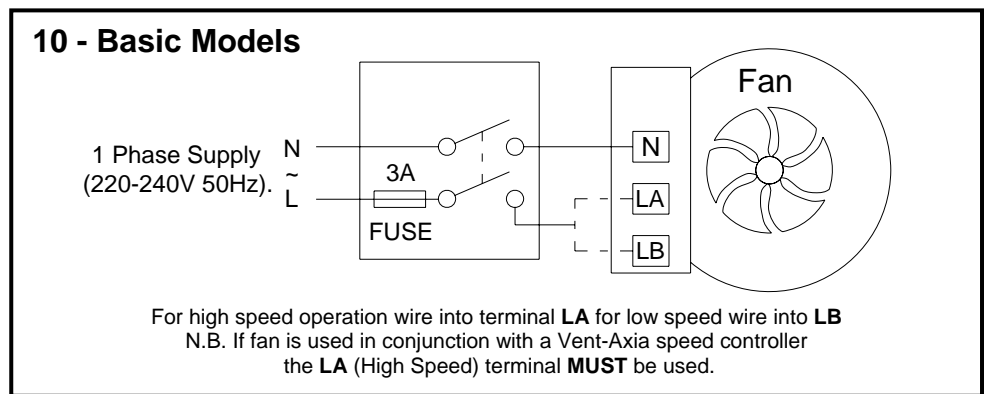 10 - Basic Models
Fan
1 Phase Supply
(220-240V 50Hz).
N
~
L
3A
FUSE
N
LA
LB
For high speed operation wire into terminal LA for low speed wire into LB
N.B. If fan is used in conjunction with a Vent-Axia speed controller
the LA (High Speed) terminal MUST be used.